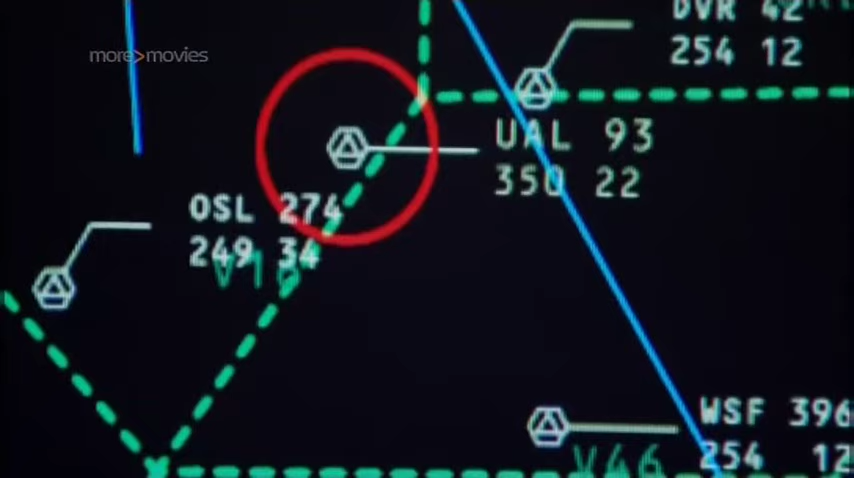 DVR 42
254 12
more>movies
UAL 93
350 22
OSL 274
249 34
WSF 396
254 12
V46